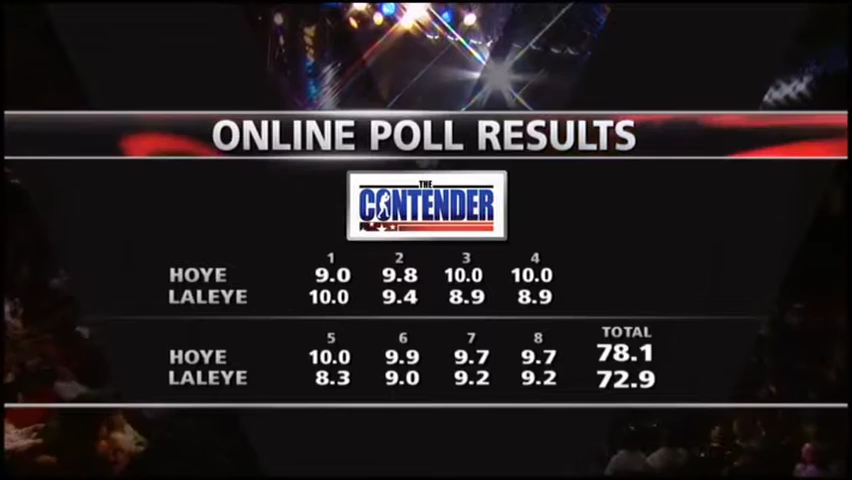 ONLINE POLL RESULTS
THE
CONTENDER
1 2 3 4
HOYE 9.0 9.8 10.0 10.0
LALEYE 10.0 9.4 8.9 8.9
5 6 7 8 TOTAL
HOYE 10.0 9.9 9.7 9.7 78.1
LALEYE 8.3 9.0 9.2 9.2 72.9